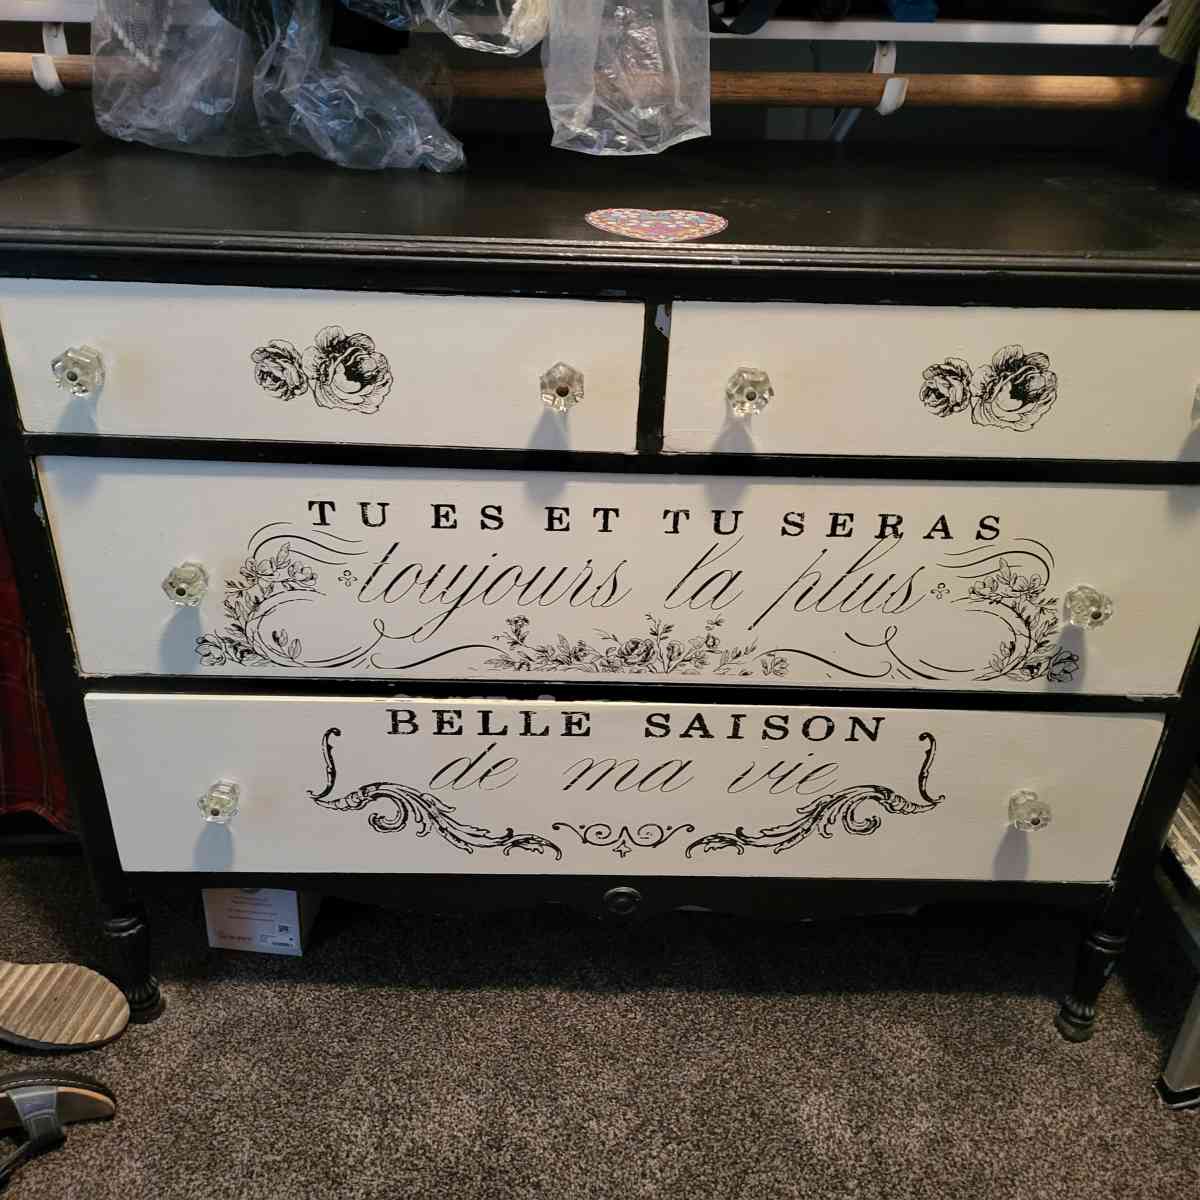 TU ES ET TU SERAS
toujours la plus
BELLE SAISON
de ma vie